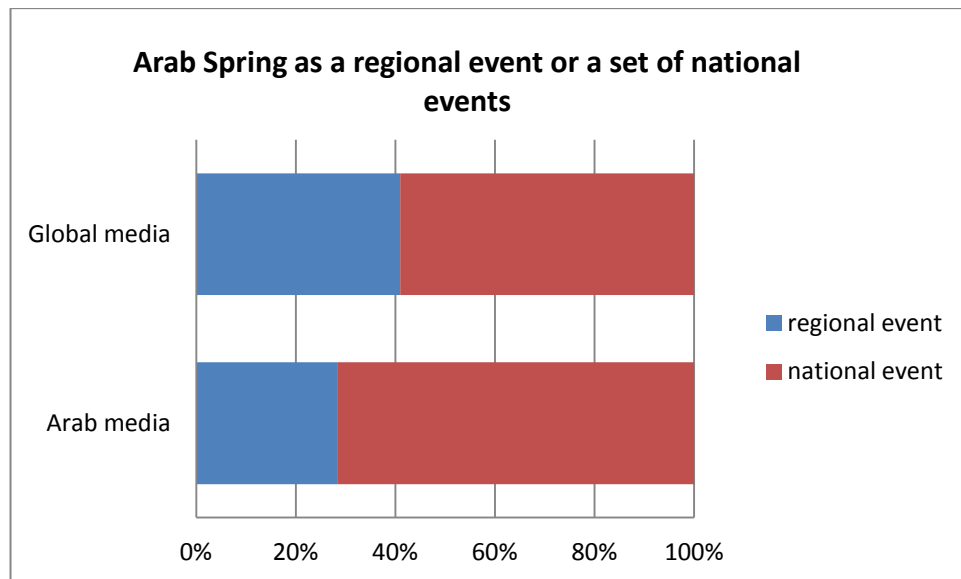 Arab Spring as a regional event or a set of national
events
Global media
Arab media
regional event
national event
0% 20% 40% 60% 80% 100%